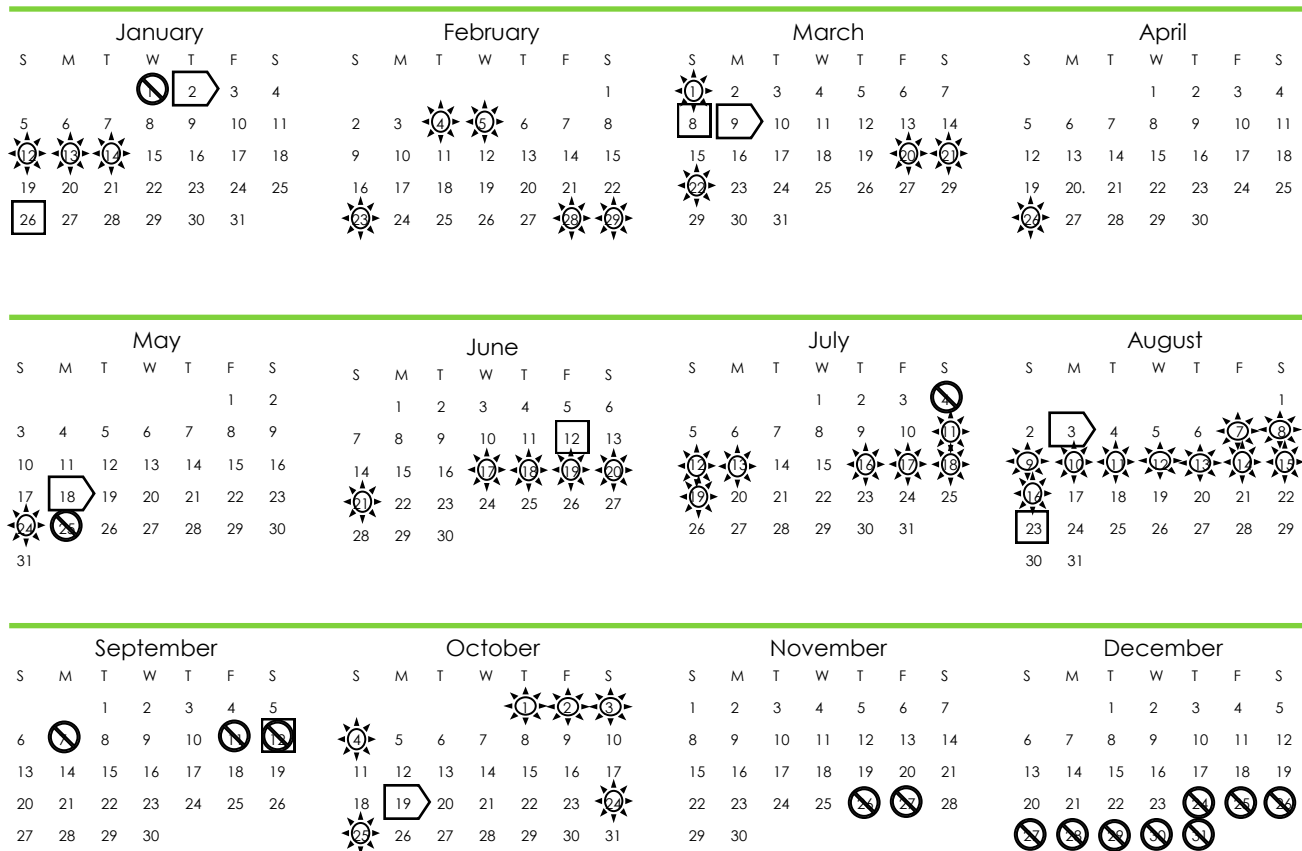 January
S M T W T F S
1 2 3 4
5 6 7 8 9 10 11
12 13 14 15 16 17 18
19 20 21 22 23 24 25
26 27 28 29 30 31
February
S M T W T F S
1
2 3 4 5 6 7 8
9 10 11 12 13 14 15
16 17 18 19 20 21 22
23 24 25 26 27 28 29
March
S M T W T F S
1 2 3 4 5 6 7
8 9 10 11 12 13 14
15 16 17 18 19 20 21
22 23 24 25 26 27 29
29 30 31
April
S M T W T F S
1 2 3 4
5 6 7 8 9 10 11
12 13 14 15 16 17 18
19 20. 21 22 23 24 25
26 27 28 29 30
May
S M T W T F S
1 2
3 4 5 6 7 8 9
10 11 12 13 14 15 16
17 18 19 20 21 22 23
24 25 26 27 28 29 30
31
June
S M T W T F S
1 2 3 4 5 6
7 8 9 10 11 12 13
14 15 16 17 18 19 20
21 22 23 24 25 26 27
28 29 30
July
S M T W T F S
1 2 3 4
5 6 7 8 9 10 11
12 13 14 15 16 17 18
19 20 21 22 23 24 25
26 27 28 29 30 31
August
S M T W T F S
1
2 3 4 5 6 7 8
9 10 11 12 13 14 15
16 17 18 19 20 21 22
23 24 25 26 27 28 29
30 31
September
S M T W T F S
1 2 3 4 5
6 7 8 9 10 11 12
13 14 15 16 17 18 19
20 21 22 23 24 25 26
27 28 29 30
October
S M T W T F S
1 2 3
4 5 6 7 8 9 10
11 12 13 14 15 16 17
18 19 20 21 22 23 24
25 26 27 28 29 30 31
November
S M T W T F S
1 2 3 4 5 6 7
8 9 10 11 12 13 14
15 16 17 18 19 20 21
22 23 24 25 26 27 28
29 30
December
S M T W T F S
1 2 3 4 5
6 7 8 9 10 11 12
13 14 15 16 17 18 19
20 21 22 23 24 25 26
27 28 29 30 31